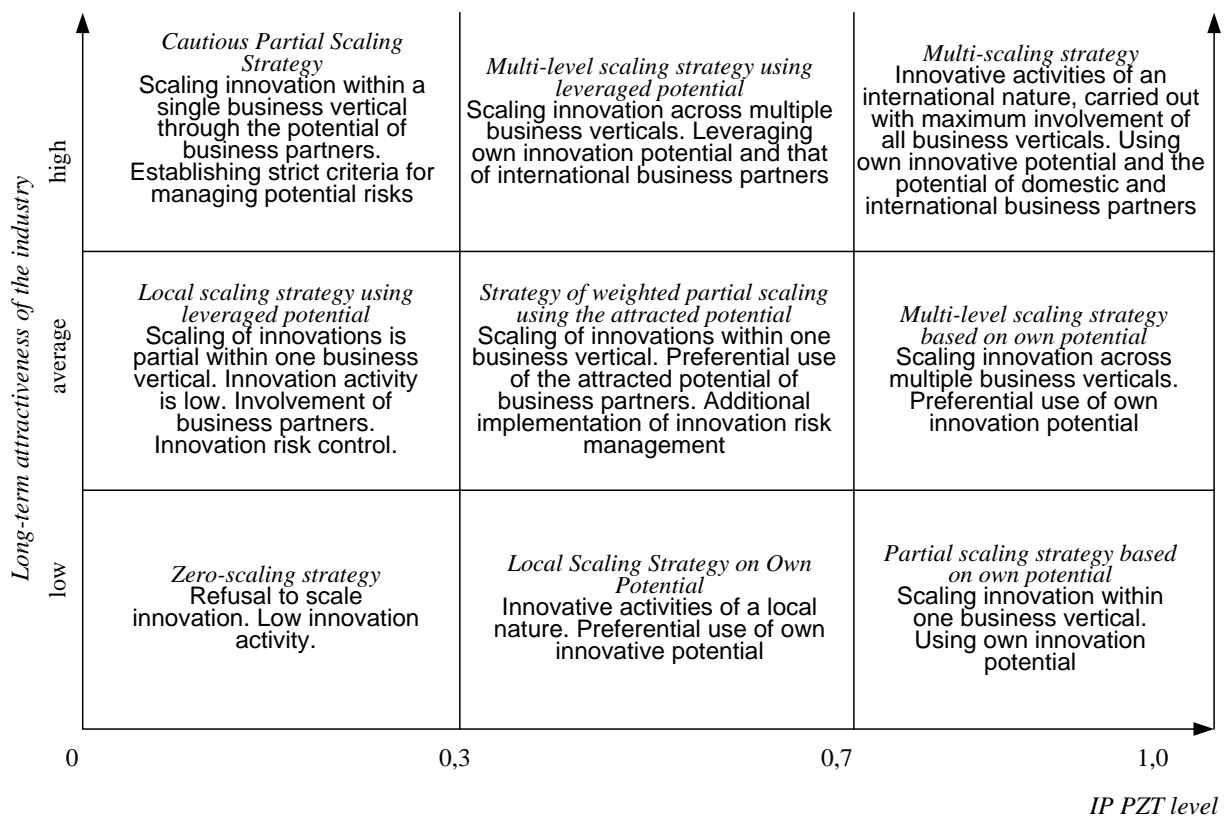 Long-term attractiveness of the industry
high
Cautious Partial Scaling
Strategy
Scaling innovation within a
single business vertical
through the potential of
business partners.
Establishing strict criteria for
managing potential risks
Multi-level scaling strategy using
leveraged potential
Scaling innovation across multiple
business verticals. Leveraging
own innovation potential and that
of international business partners
Multi-scaling strategy
Innovative activities of an
international nature, carried out
with maximum involvement of
all business verticals. Using
own innovative potential and the
potential of domestic and
international business partners
average
Local scaling strategy using
leveraged potential
Scaling of innovations is
partial within one business
vertical. Innovation activity
is low. Involvement of
business partners.
Innovation risk control.
Strategy of weighted partial scaling
using the attracted potential
Scaling of innovations within one
business vertical. Preferential use
of the attracted potential of
business partners. Additional
implementation of innovation risk
management
Multi-level scaling strategy
based on own potential
Scaling innovation across
multiple business verticals.
Preferential use of own
innovation potential
low
Zero-scaling strategy
Refusal to scale
innovation. Low innovation
activity.
Local Scaling Strategy on Own
Potential
Innovative activities of a local
nature. Preferential use of own
innovative potential
Partial scaling strategy based
on own potential
Scaling innovation within
one business vertical.
Using own innovation
potential
0
0,3
0,7
1,0
IP PZT level